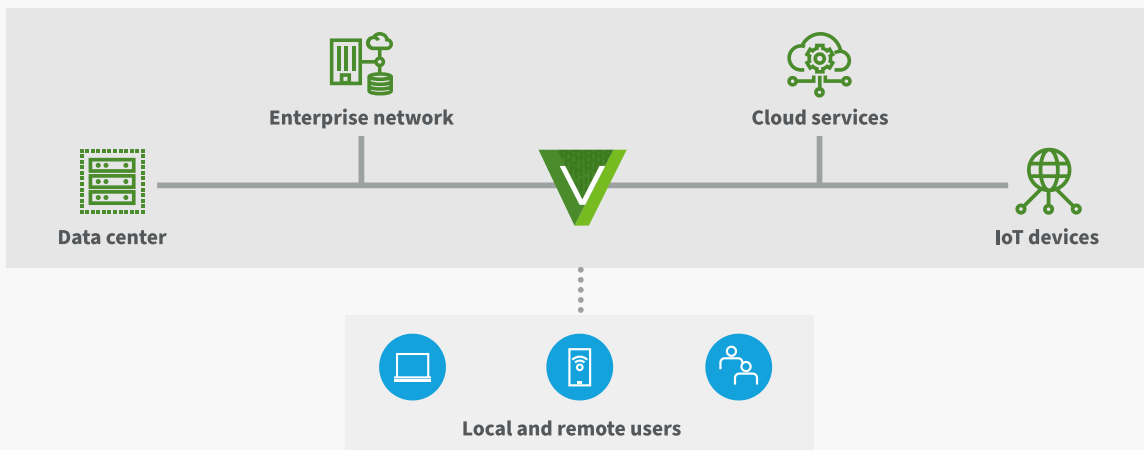 Enterprise network
Cloud services
Data center
IoT devices
Local and remote users